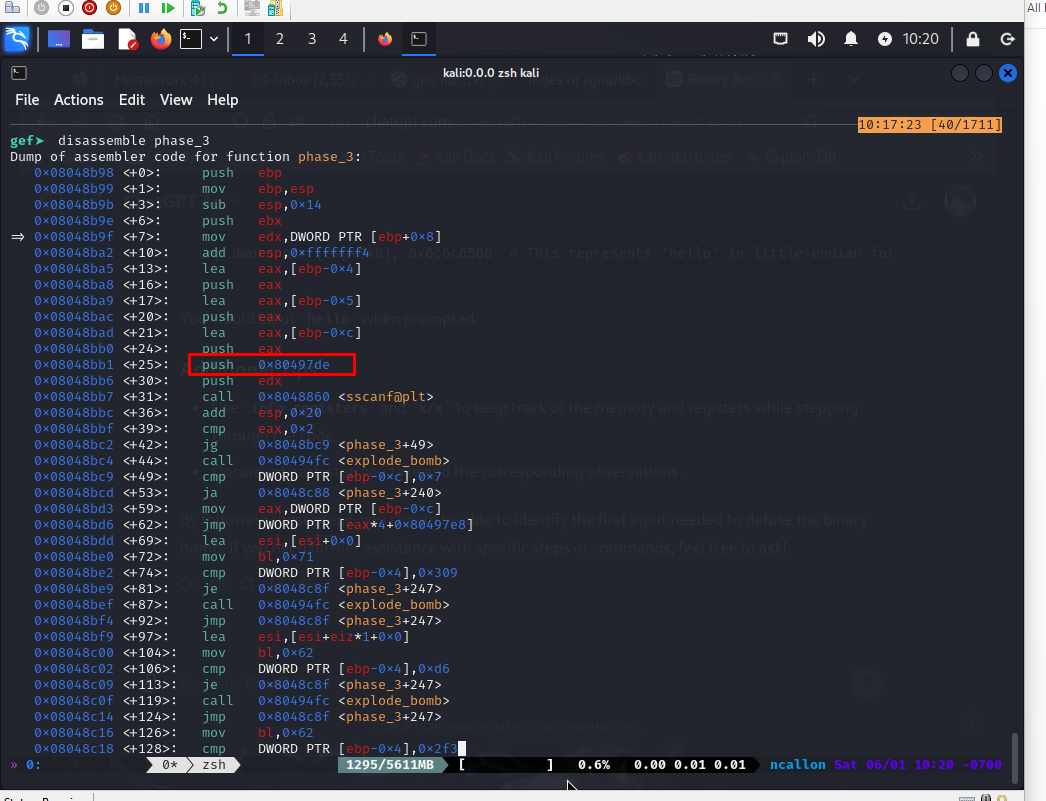 All
1 2 3 4 10:20
kali:0.0.0 zsh kali
File Actions Edit View Help
10:17:23 [40/1711]
gef➤ disassemble phase_3
Dump of assembler code for function phase_3:
0x08048b98 <+0>: push ebp
0x08048b99 <+1>: mov ebp,esp
0x08048b9b <+3>: sub esp,0x14
0x08048b9e <+6>: push ebx
⇒ 0x08048b9f <+7>: mov edx,DWORD PTR [ebp+0x8]
0x08048ba2 <+10>: add esp,0xfffffff4
0x08048ba5 <+13>: lea eax,[ebp-0x4]
0x08048ba8 <+16>: push eax
0x08048ba9 <+17>: lea eax,[ebp-0x5]
0x08048bac <+20>: push eax
0x08048bad <+21>: lea eax,[ebp-0xc]
0x08048bb0 <+24>: push eax
0x08048bb1 <+25>: push 0x80497de
0x08048bb6 <+30>: push edx
0x08048bb7 <+31>: call 0x8048860 <sscanf@plt>
0x08048bbc <+36>: add esp,0x20
0x08048bbf <+39>: cmp eax,0x2
0x08048bc2 <+42>: jg 0x8048bc9 <phase_3+49>
0x08048bc4 <+44>: call 0x80494fc <explode_bomb>
0x08048bc9 <+49>: cmp DWORD PTR [ebp-0xc],0x7
0x08048bcd <+53>: ja 0x8048c88 <phase_3+240>
0x08048bd3 <+59>: mov eax,DWORD PTR [ebp-0xc]
0x08048bd6 <+62>: jmp DWORD PTR [eax*4+0x80497e8]
0x08048bdd <+69>: lea esi,[esi+0x0]
0x08048be0 <+72>: mov bl,0x71
0x08048be2 <+74>: cmp DWORD PTR [ebp-0x4],0x309
0x08048be9 <+81>: je 0x8048c8f <phase_3+247>
0x08048bef <+87>: call 0x80494fc <explode_bomb>
0x08048bf4 <+92>: jmp 0x8048c8f <phase_3+247>
0x08048bf9 <+97>: lea esi,[esi+eiz*1+0x0]
0x08048c00 <+104>: mov bl,0x62
0x08048c02 <+106>: cmp DWORD PTR [ebp-0x4],0xd6
0x08048c09 <+113>: je 0x8048c8f <phase_3+247>
0x08048c0f <+119>: call 0x80494fc <explode_bomb>
0x08048c14 <+124>: jmp 0x8048c8f <phase_3+247>
0x08048c16 <+126>: mov bl,0x62
0x08048c18 <+128>: cmp DWORD PTR [ebp-0x4],0x2f3
» 0: 0* zsh 1295/5611MB [ ] 0.6% 0.00 0.01 0.01 ncallon Sat 06/01 10:20 -0700